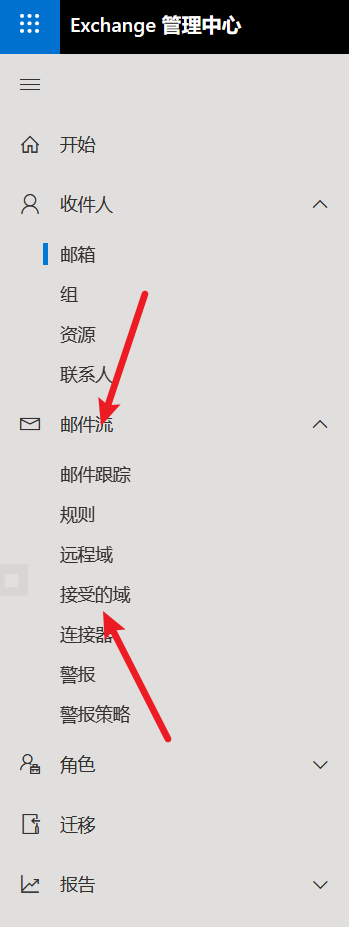 Exchange 管理中心
开始
收件人
邮箱
组
资源
联系人
邮件流
邮件跟踪
规则
远程域
接受的域
连接器
警报
警报策略
角色
迁移
报告